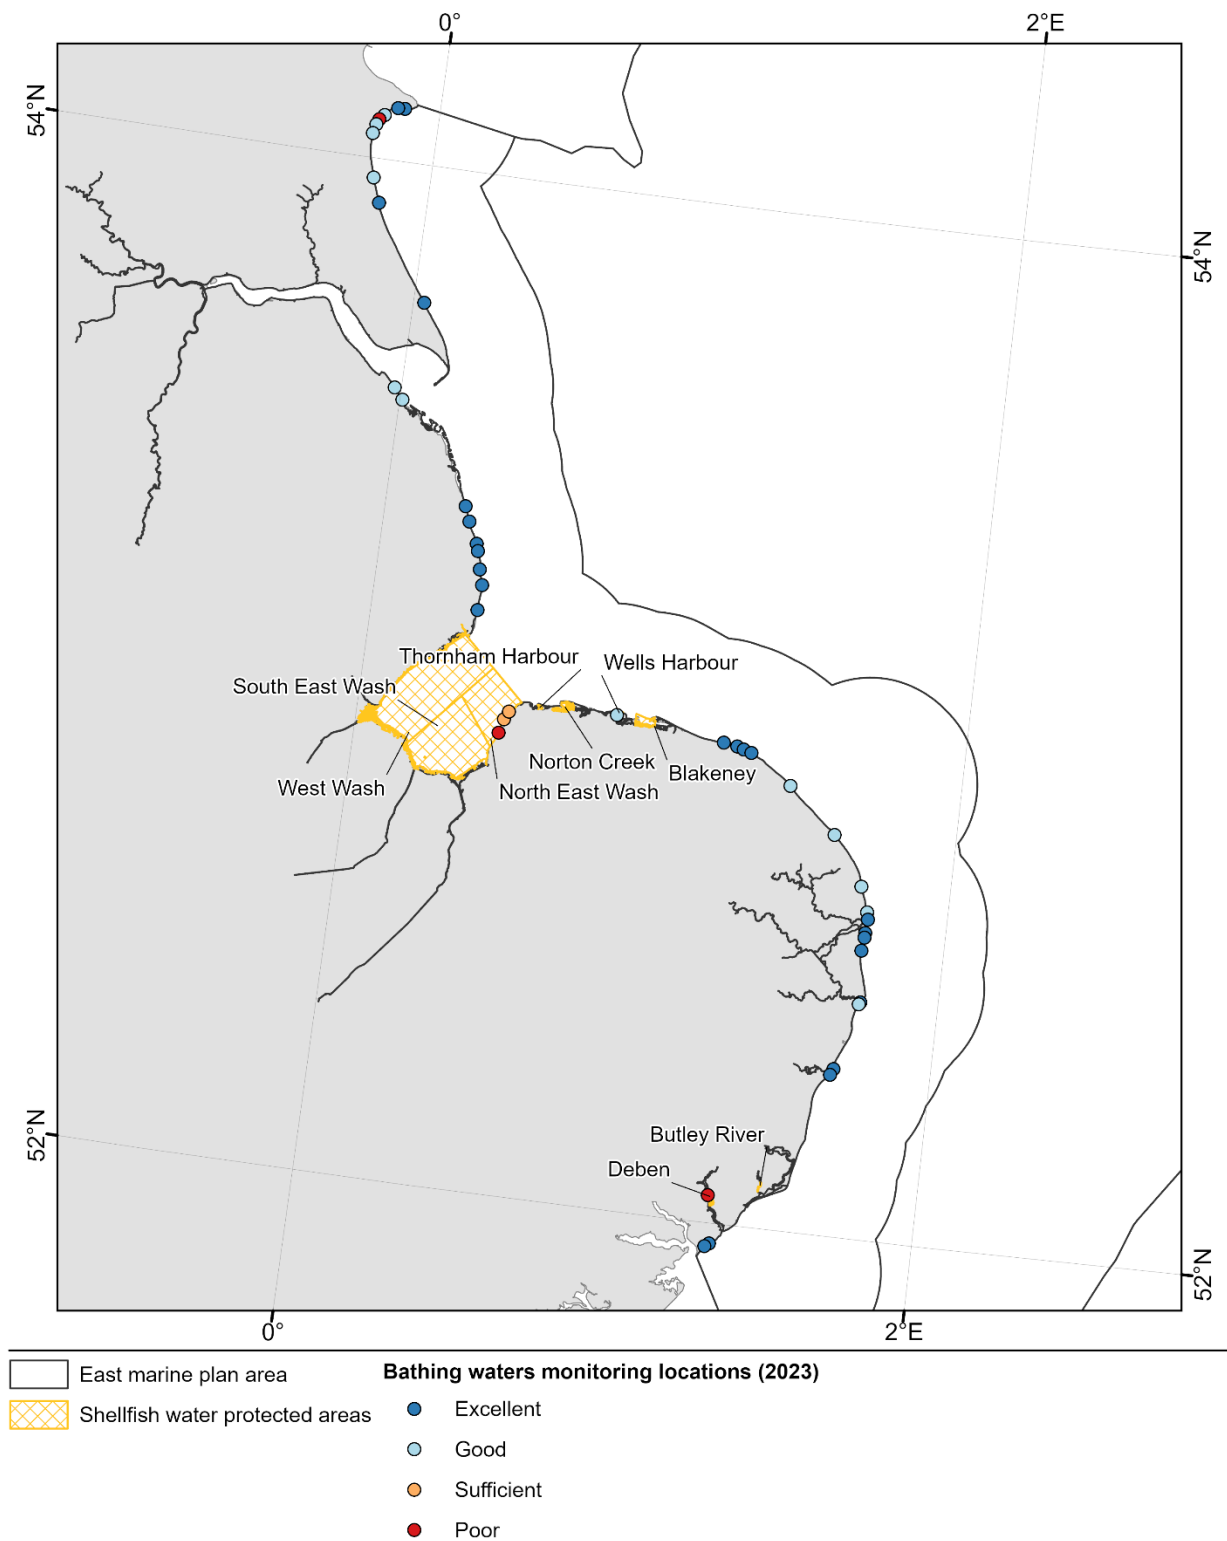 0°
2°E
54°N
54°N
Thornham Harbour
Wells Harbour
South East Wash
Norton Creek
Blakeney
West Wash
North East Wash
52°N
Butley River
Deben
52°N
0°
2°E
East marine plan area
Shellfish water protected areas
Bathing waters monitoring locations (2023)
Excellent
Good
Sufficient
Poor